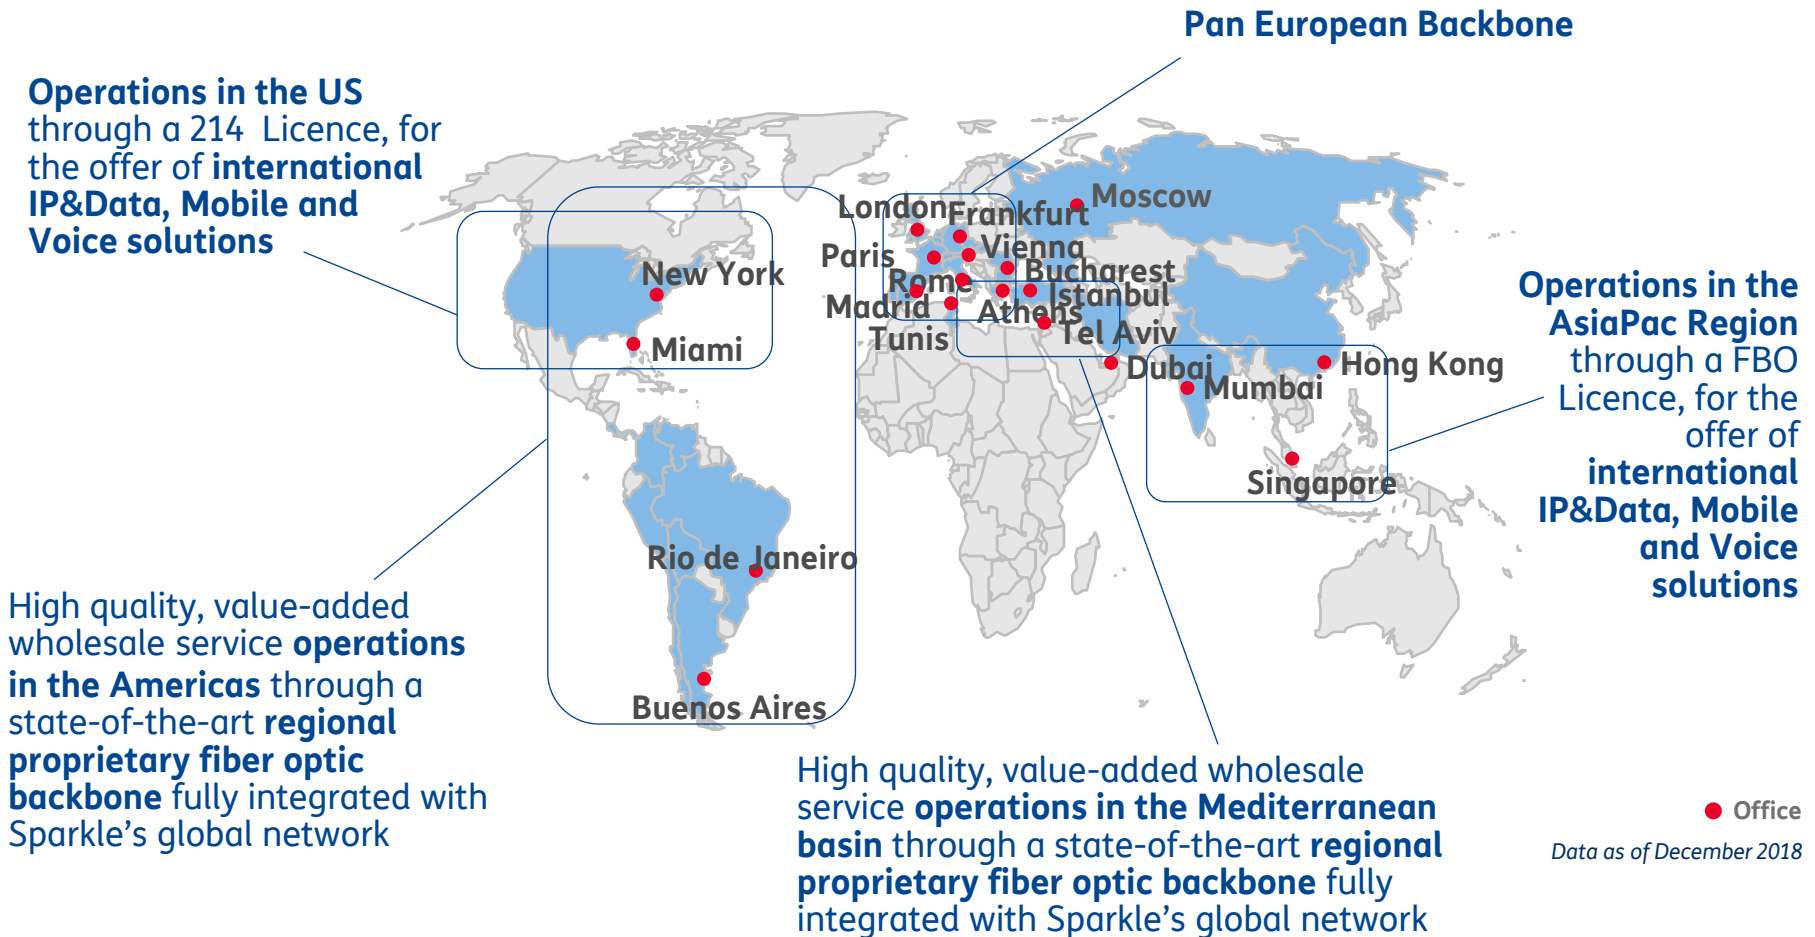 Pan European Backbone
Operations in the US
through a 214 Licence, for
the offer of international
IP&Data, Mobile and
Voice solutions
Moscow
London
Frankfurt
Vienna
Paris
Bucharest
Rome
Istanbul
Madrid
Athens
Tunis
Tel Aviv
New York
Miami
Dubai
Mumbai
Hong Kong
Singapore
Operations in the
AsiaPac Region
through a FBO
Licence, for the
offer of
international
IP&Data, Mobile
and Voice
solutions
Rio de Janeiro
Buenos Aires
High quality, value-added
wholesale service operations
in the Americas through a
state-of-the-art regional
proprietary fiber optic
backbone fully integrated with
Sparkle's global network
High quality, value-added wholesale
service operations in the Mediterranean
basin through a state-of-the-art regional
proprietary fiber optic backbone fully
integrated with Sparkle's global network
Office
Data as of December 2018